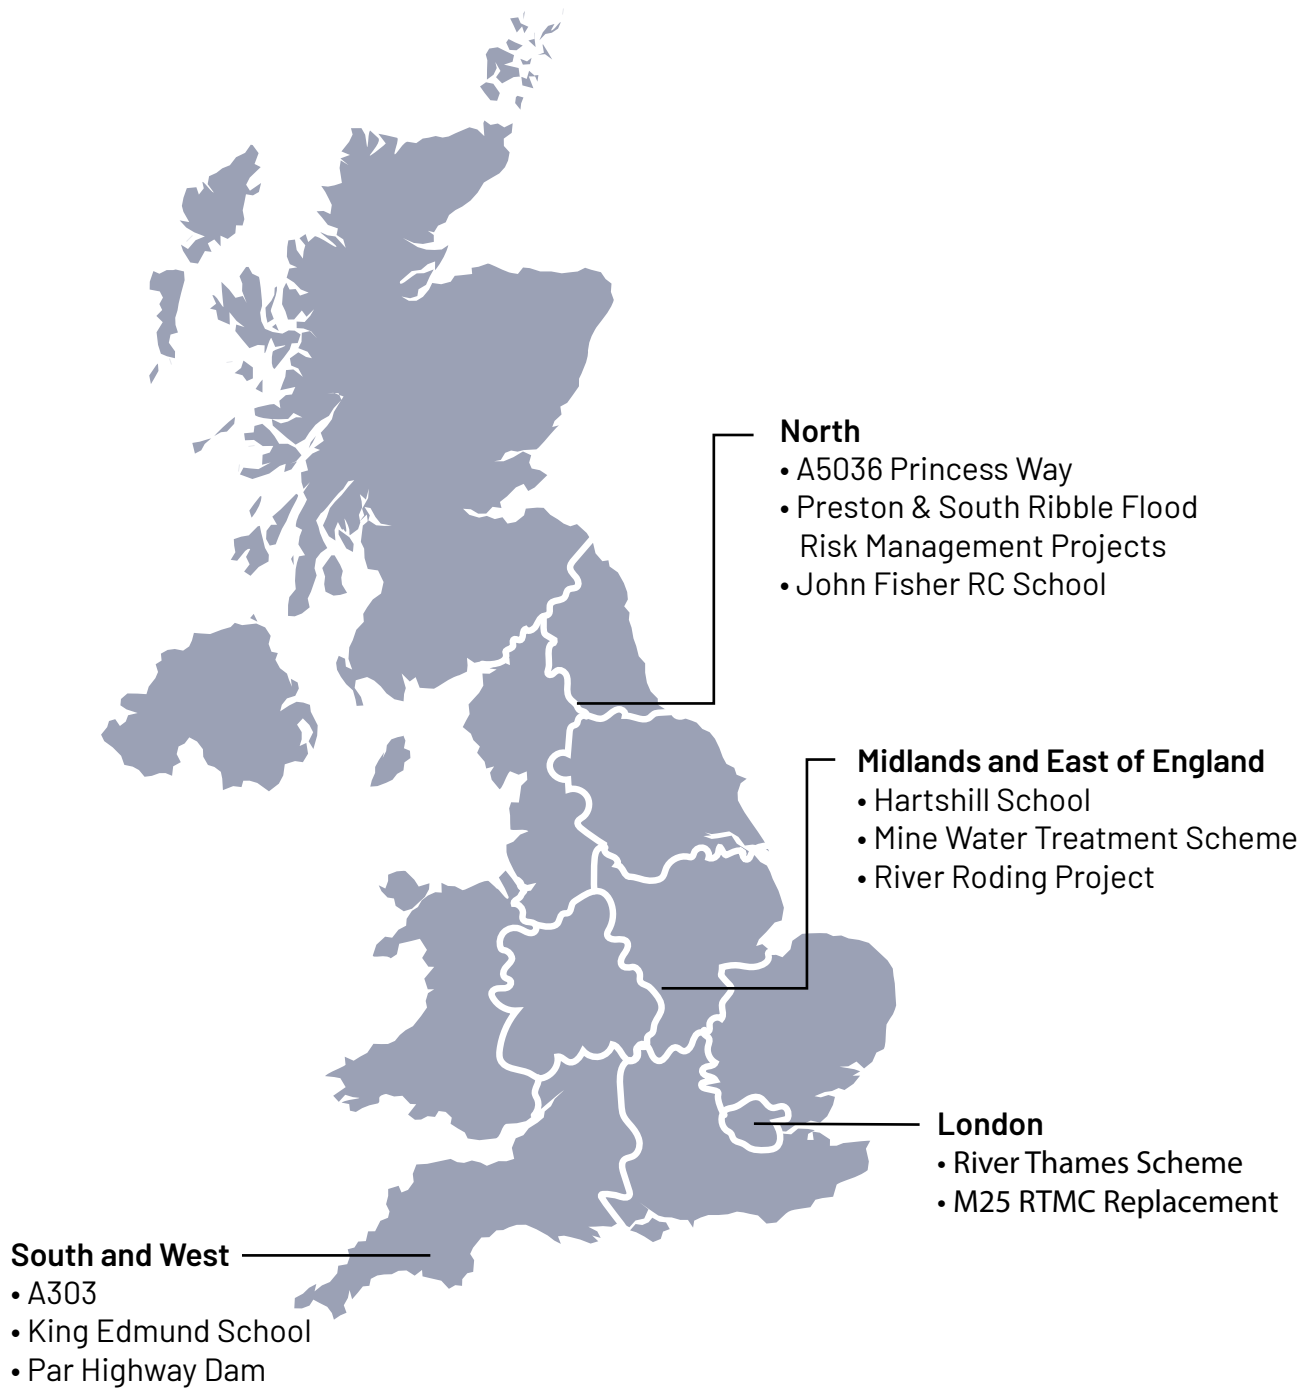 North
• A5036 Princess Way
• Preston & South Ribble Flood
Risk Management Projects
• John Fisher RC School
Midlands and East of England
• Hartshill School
• Mine Water Treatment Scheme
• River Roding Project
London
• River Thames Scheme
• M25 RTMC Replacement
South and West
• A303
• King Edmund School
• Par Highway Dam